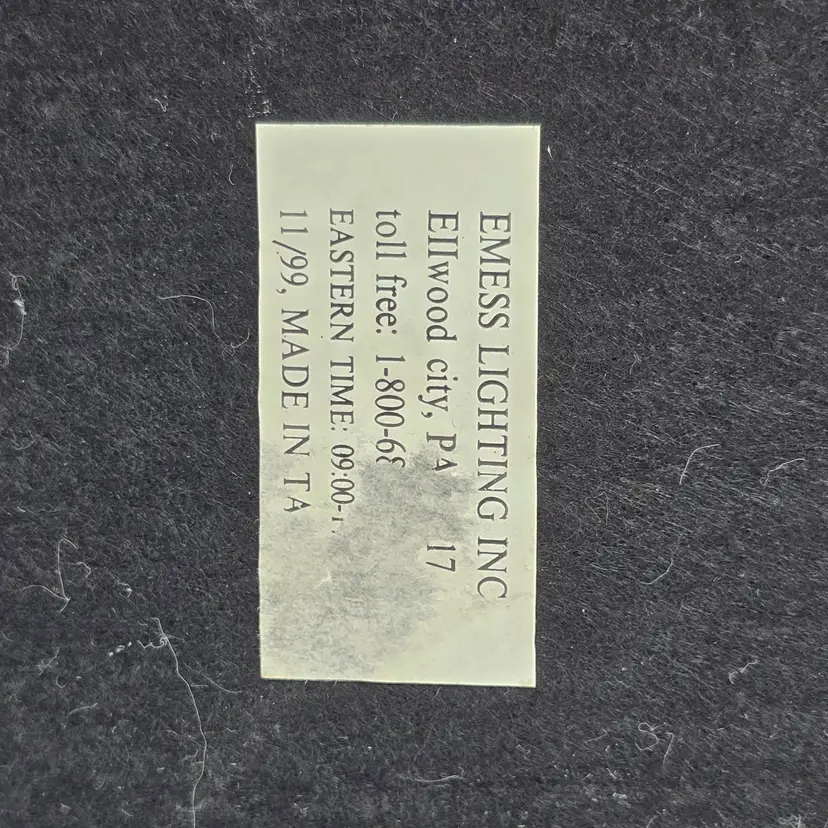 EMESS LIGHTING INC
Ellwood city, PA 17
toll free: 1-800-68
EASTERN TIME: 09:00-
11/99, MADE IN TA